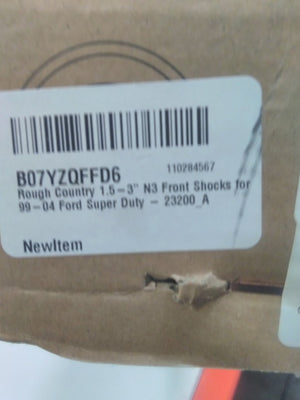 B07YZQFFD6
110284567
Rough Country 1.5-3" N3 Front Shocks for
99-04 Ford Super Duty - 23200_A
NewItem